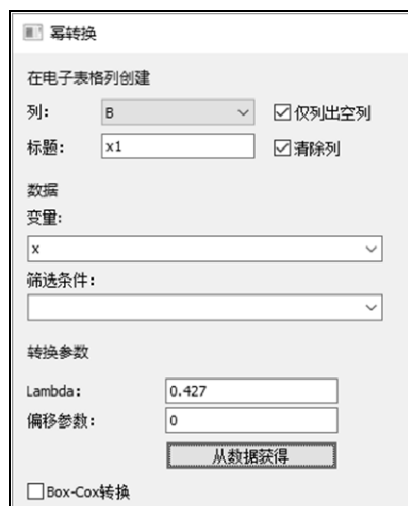 幂转换
在电子表格列创建
列: B 仅列出空列
标题: x1 清除列
数据
变量:
x
筛选条件:
转换参数
Lambda: 0.427
偏移参数: 0
从数据获得
Box-Cox转换